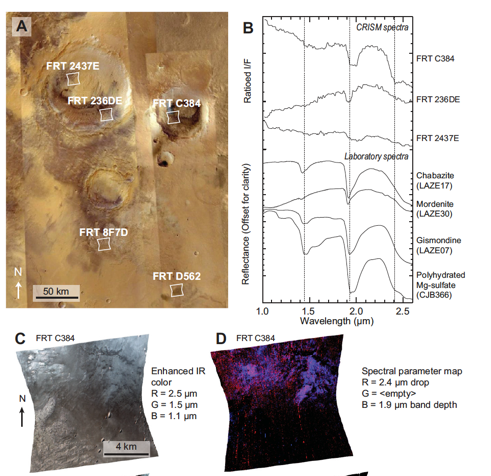 A
FRT 2437E
FRT 236DE
FRT C384
FRT 8F7D
FRT D562
N
50 km
B
CRISM spectra
Ratioed I/F
FRT C384
FRT 236DE
FRT 2437E
Laboratory spectra
Reflectance (Offset for clarity)
Chabazite
(LAZE17)
Mordenite
(LAZE30)
Gismondine
(LAZE07)
Polyhydrated
Mg-sulfate
(CJB366)
1.0 1.5 2.0 2.5
Wavelength (µm)
C FRT C384
N
4 km
Enhanced IR
color
R = 2.5 µm
G = 1.5 µm
B = 1.1 µm
D FRT C384
Spectral parameter map
R = 2.4 µm drop
G = <empty>
B = 1.9 µm band depth